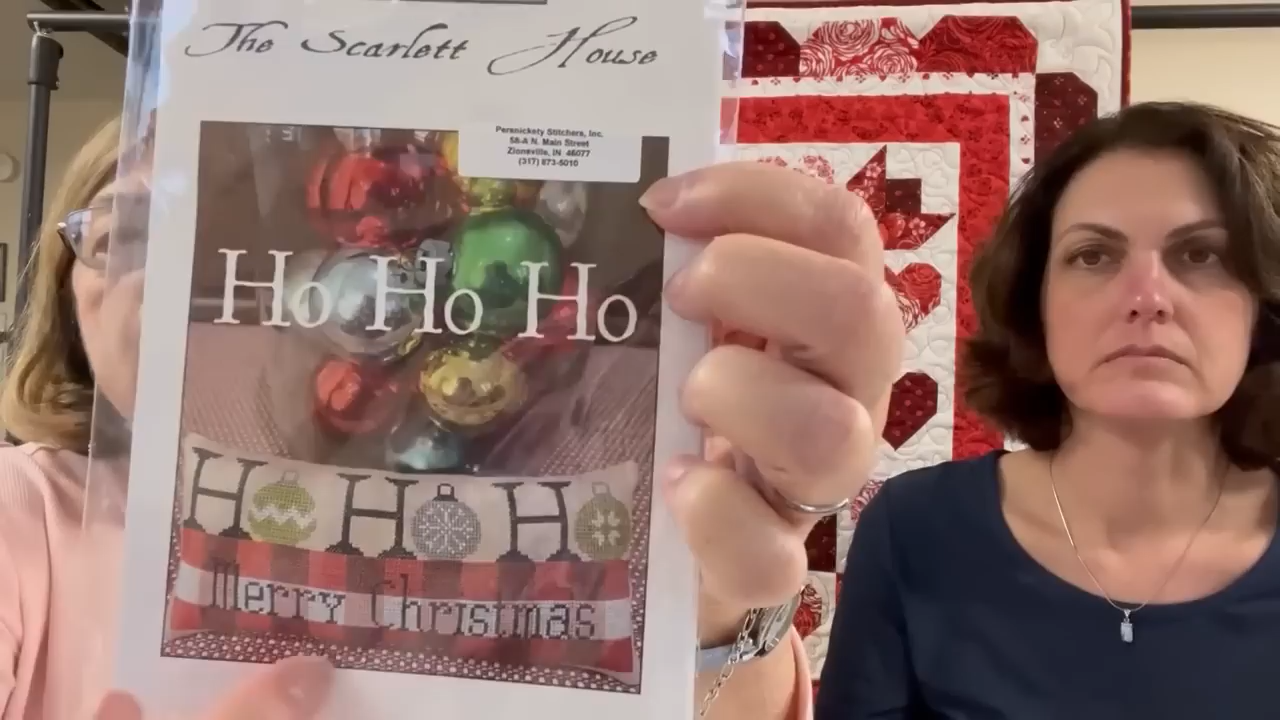 The Scarlett House
Persnickety Stitchers, Inc.
58-A N. Main Street
Zionsville, IN 46077
(317) 873-5010
Ho Ho Ho
H H H
Merry Christmas